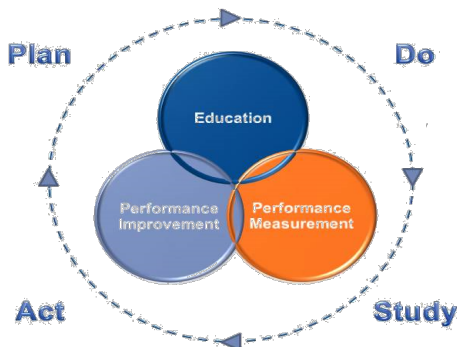 Plan
Do
Education
Performance
Improvement
Performance
Measurement
Act
Study